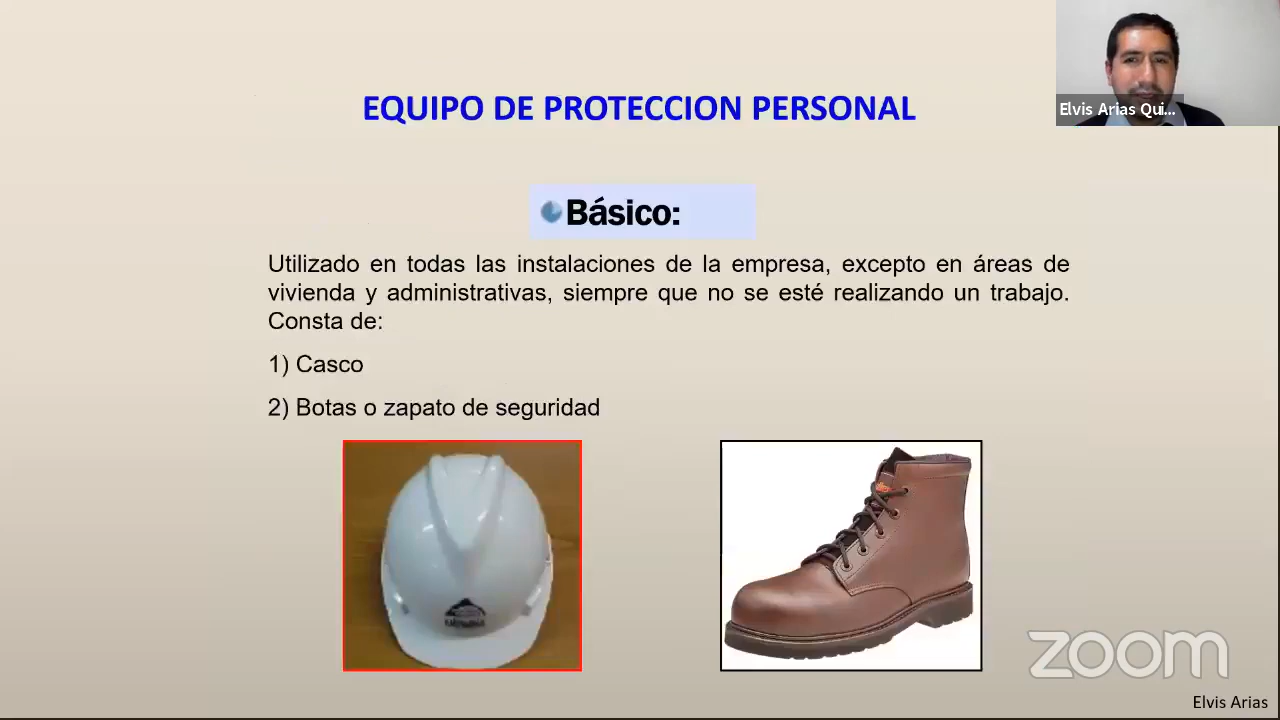 EQUIPO DE PROTECCION PERSONAL
Elvis Arias Qui...
Básico:
Utilizado en todas las instalaciones de la empresa, excepto en áreas de
vivienda y administrativas, siempre que no se esté realizando un trabajo.
Consta de:
1) Casco
2) Botas o zapato de seguridad
zoom
Elvis Arias